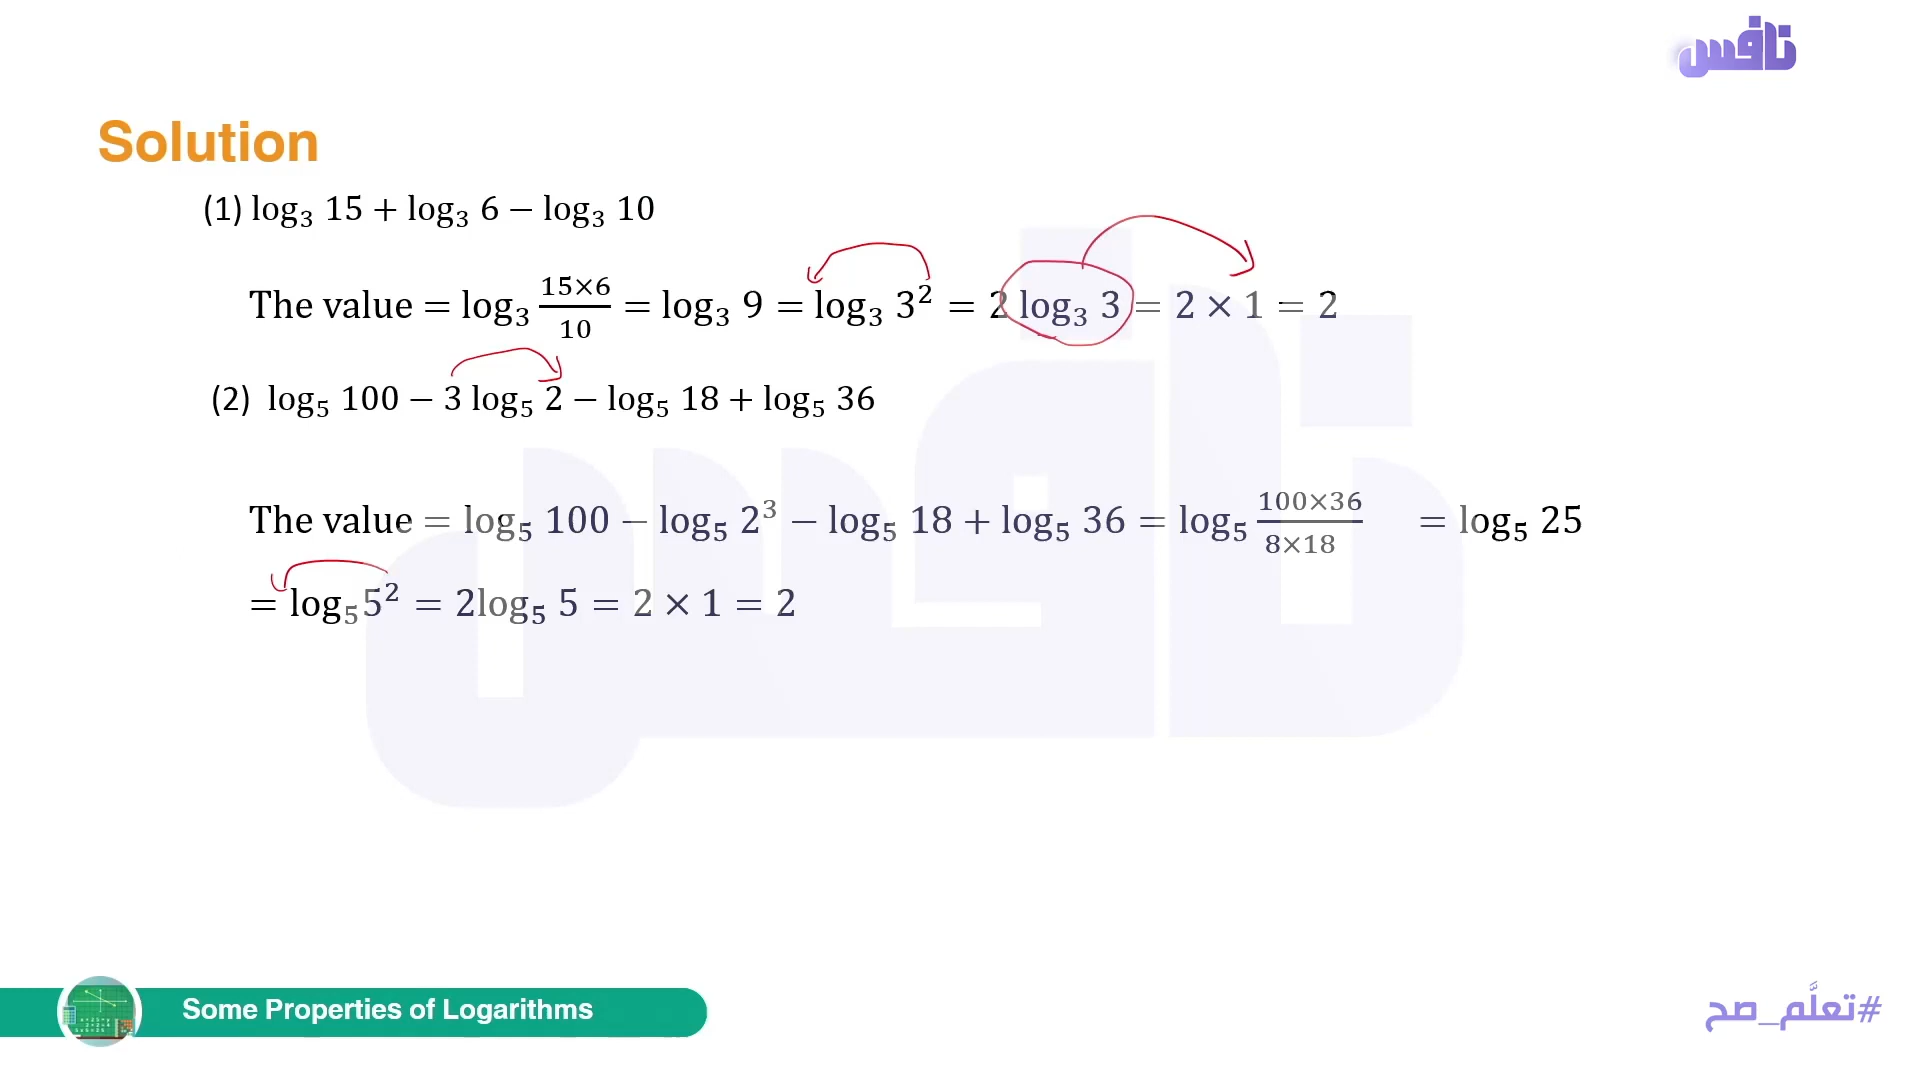 نافس
Solution
(1) log₃ 15 + log₃ 6 − log₃ 10
The value = log₃ (15×6)/10 = log₃ 9 = log₃ 3² = 2 log₃ 3 = 2 × 1 = 2
(2) log₅ 100 − 3 log₅ 2 − log₅ 18 + log₅ 36
The value = log₅ 100 − log₅ 2³ − log₅ 18 + log₅ 36 = log₅ (100×36)/(8×18) = log₅ 25
= log₅5² = 2log₅ 5 = 2 × 1 = 2
Some Properties of Logarithms
#تعلَّم_صح